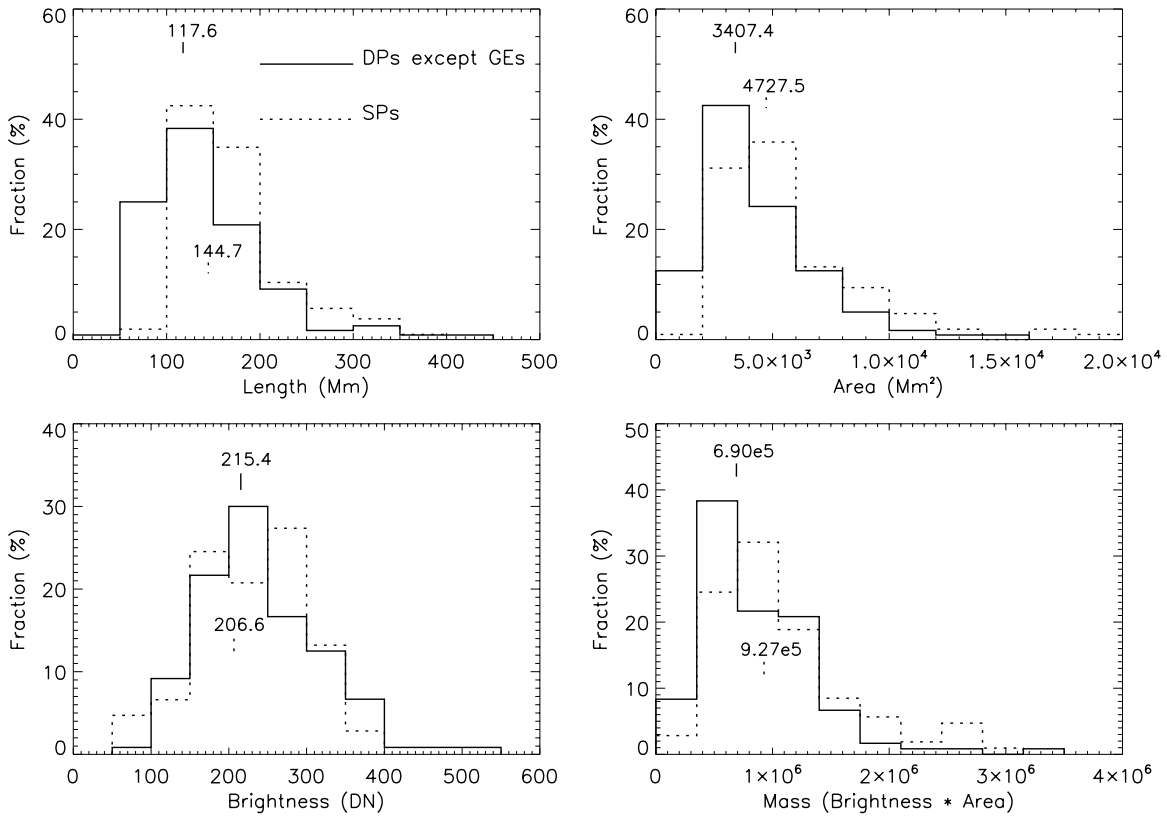 60
117.6
DPs except GEs
SPs
40
Fraction (%)
20
144.7
0
0 100 200 300 400 500
Length (Mm)
60
3407.4
4727.5
40
Fraction (%)
20
0
0 5.0×10³ 1.0×10⁴ 1.5×10⁴ 2.0×10⁴
Area (Mm²)
40
215.4
30
Fraction (%)
20
206.6
10
0
0 100 200 300 400 500 600
Brightness (DN)
50
6.90e5
40
30
Fraction (%)
20
9.27e5
10
0
0 1×10⁶ 2×10⁶ 3×10⁶ 4×10⁶
Mass (Brightness * Area)